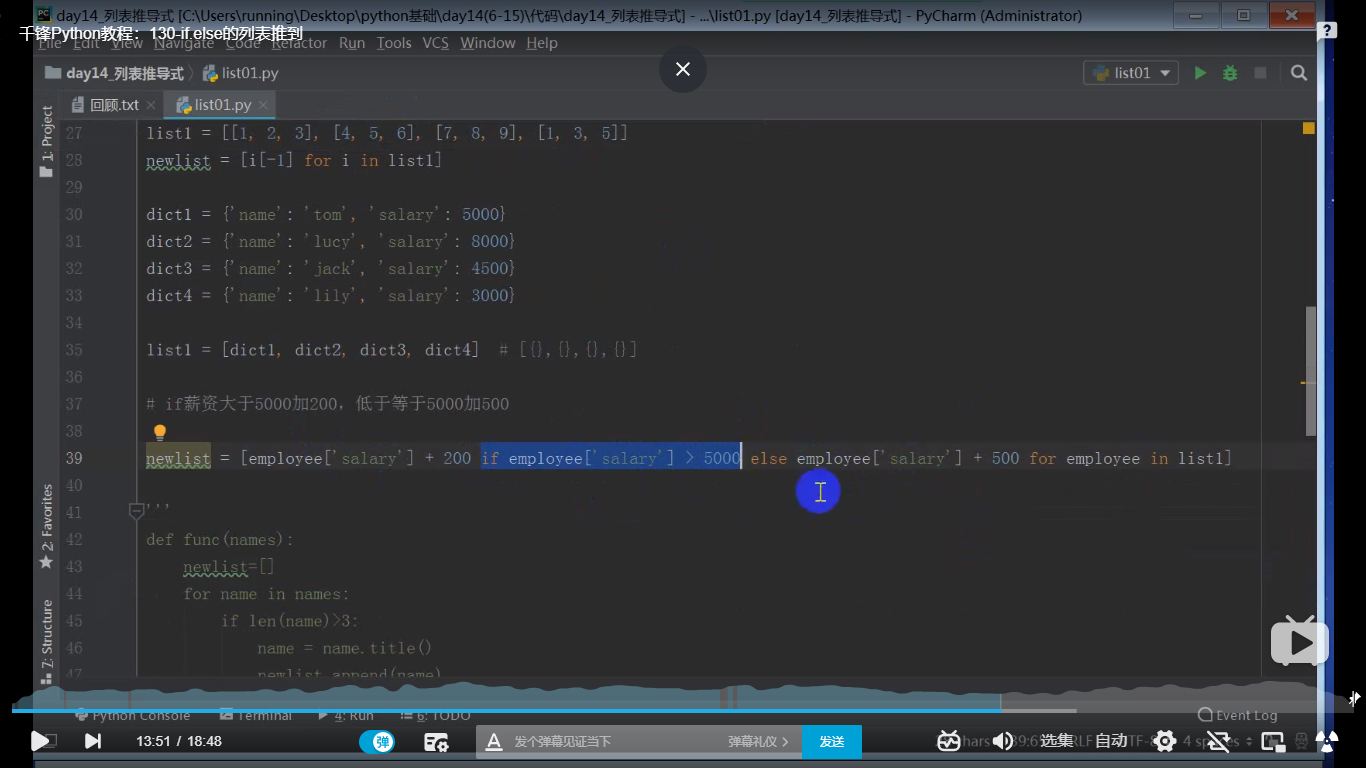 day14_列表推导式 [C:\Users\running\Desktop\python基础\day14(6-15)\代码\day14_列表推导式] - ...\list01.py [day14_列表推导式] - PyCharm (Administrator)
千锋Python教程：130-if else的列表推到
File Edit View Navigate Code Refactor Run Tools VCS Window Help
day14_列表推导式 list01.py list01
回顾.txt list01.py
1: Project
27 list1 = [[1, 2, 3], [4, 5, 6], [7, 8, 9], [1, 3, 5]]
28 newlist = [i[-1] for i in list1]
29
30 dict1 = {'name': 'tom', 'salary': 5000}
31 dict2 = {'name': 'lucy', 'salary': 8000}
32 dict3 = {'name': 'jack', 'salary': 4500}
33 dict4 = {'name': 'lily', 'salary': 3000}
34
35 list1 = [dict1, dict2, dict3, dict4]  # [{},{},{},{}]
36
37 # if薪资大于5000加200，低于等于5000加500
38
39 newlist = [employee['salary'] + 200 if employee['salary'] > 5000 else employee['salary'] + 500 for employee in list1]
40
41 '''
42 def func(names):
43 newlist=[]
44 for name in names:
45 if len(name)>3:
46 name = name.title()
47 newlist.append(name)
2: Favorites
7: Structure
Python Console Terminal 4: Run 6: TODO Event Log
13:51 / 18:48 弹 发个弹幕见证当下 弹幕礼仪 > 发送 选集 自动